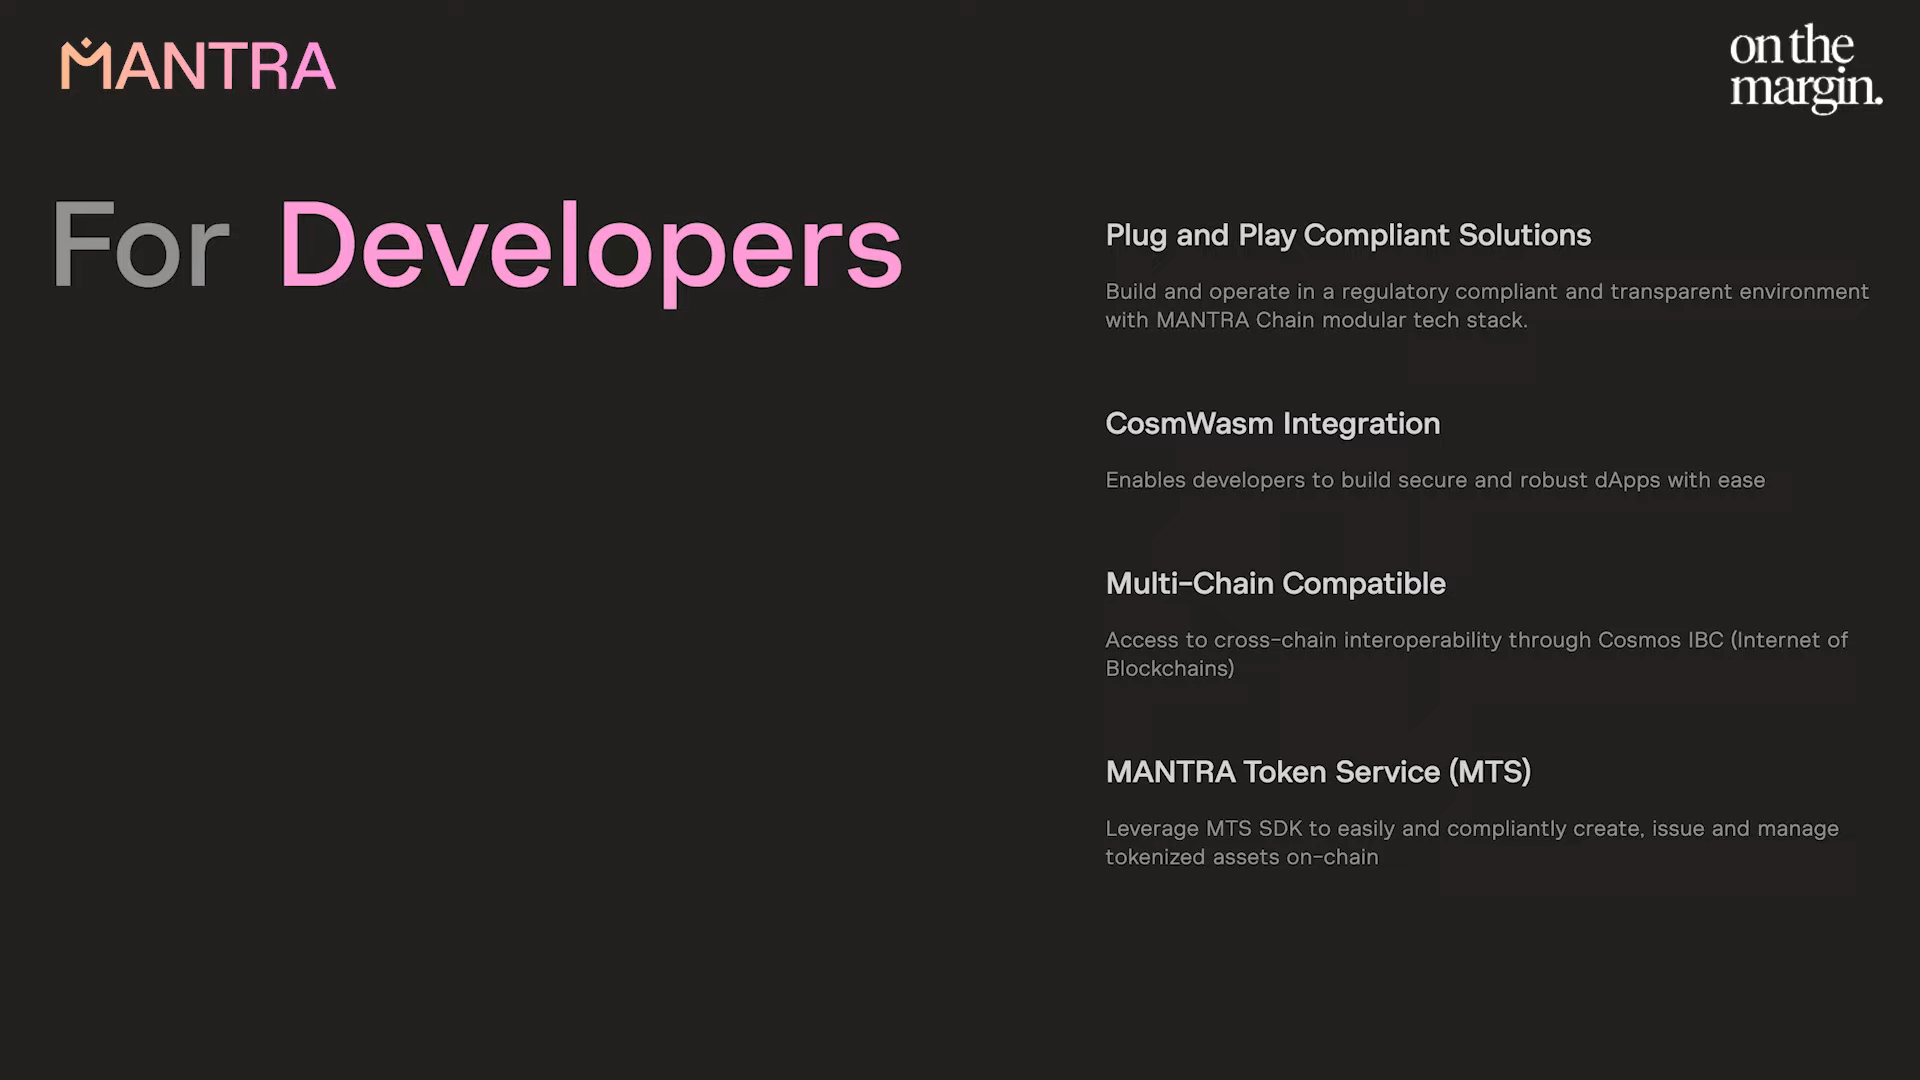 MANTRA
on the
margin.
For Developers
Plug and Play Compliant Solutions
Build and operate in a regulatory compliant and transparent environment
with MANTRA Chain modular tech stack.
CosmWasm Integration
Enables developers to build secure and robust dApps with ease
Multi-Chain Compatible
Access to cross-chain interoperability through Cosmos IBC (Internet of
Blockchains)
MANTRA Token Service (MTS)
Leverage MTS SDK to easily and compliantly create, issue and manage
tokenized assets on-chain